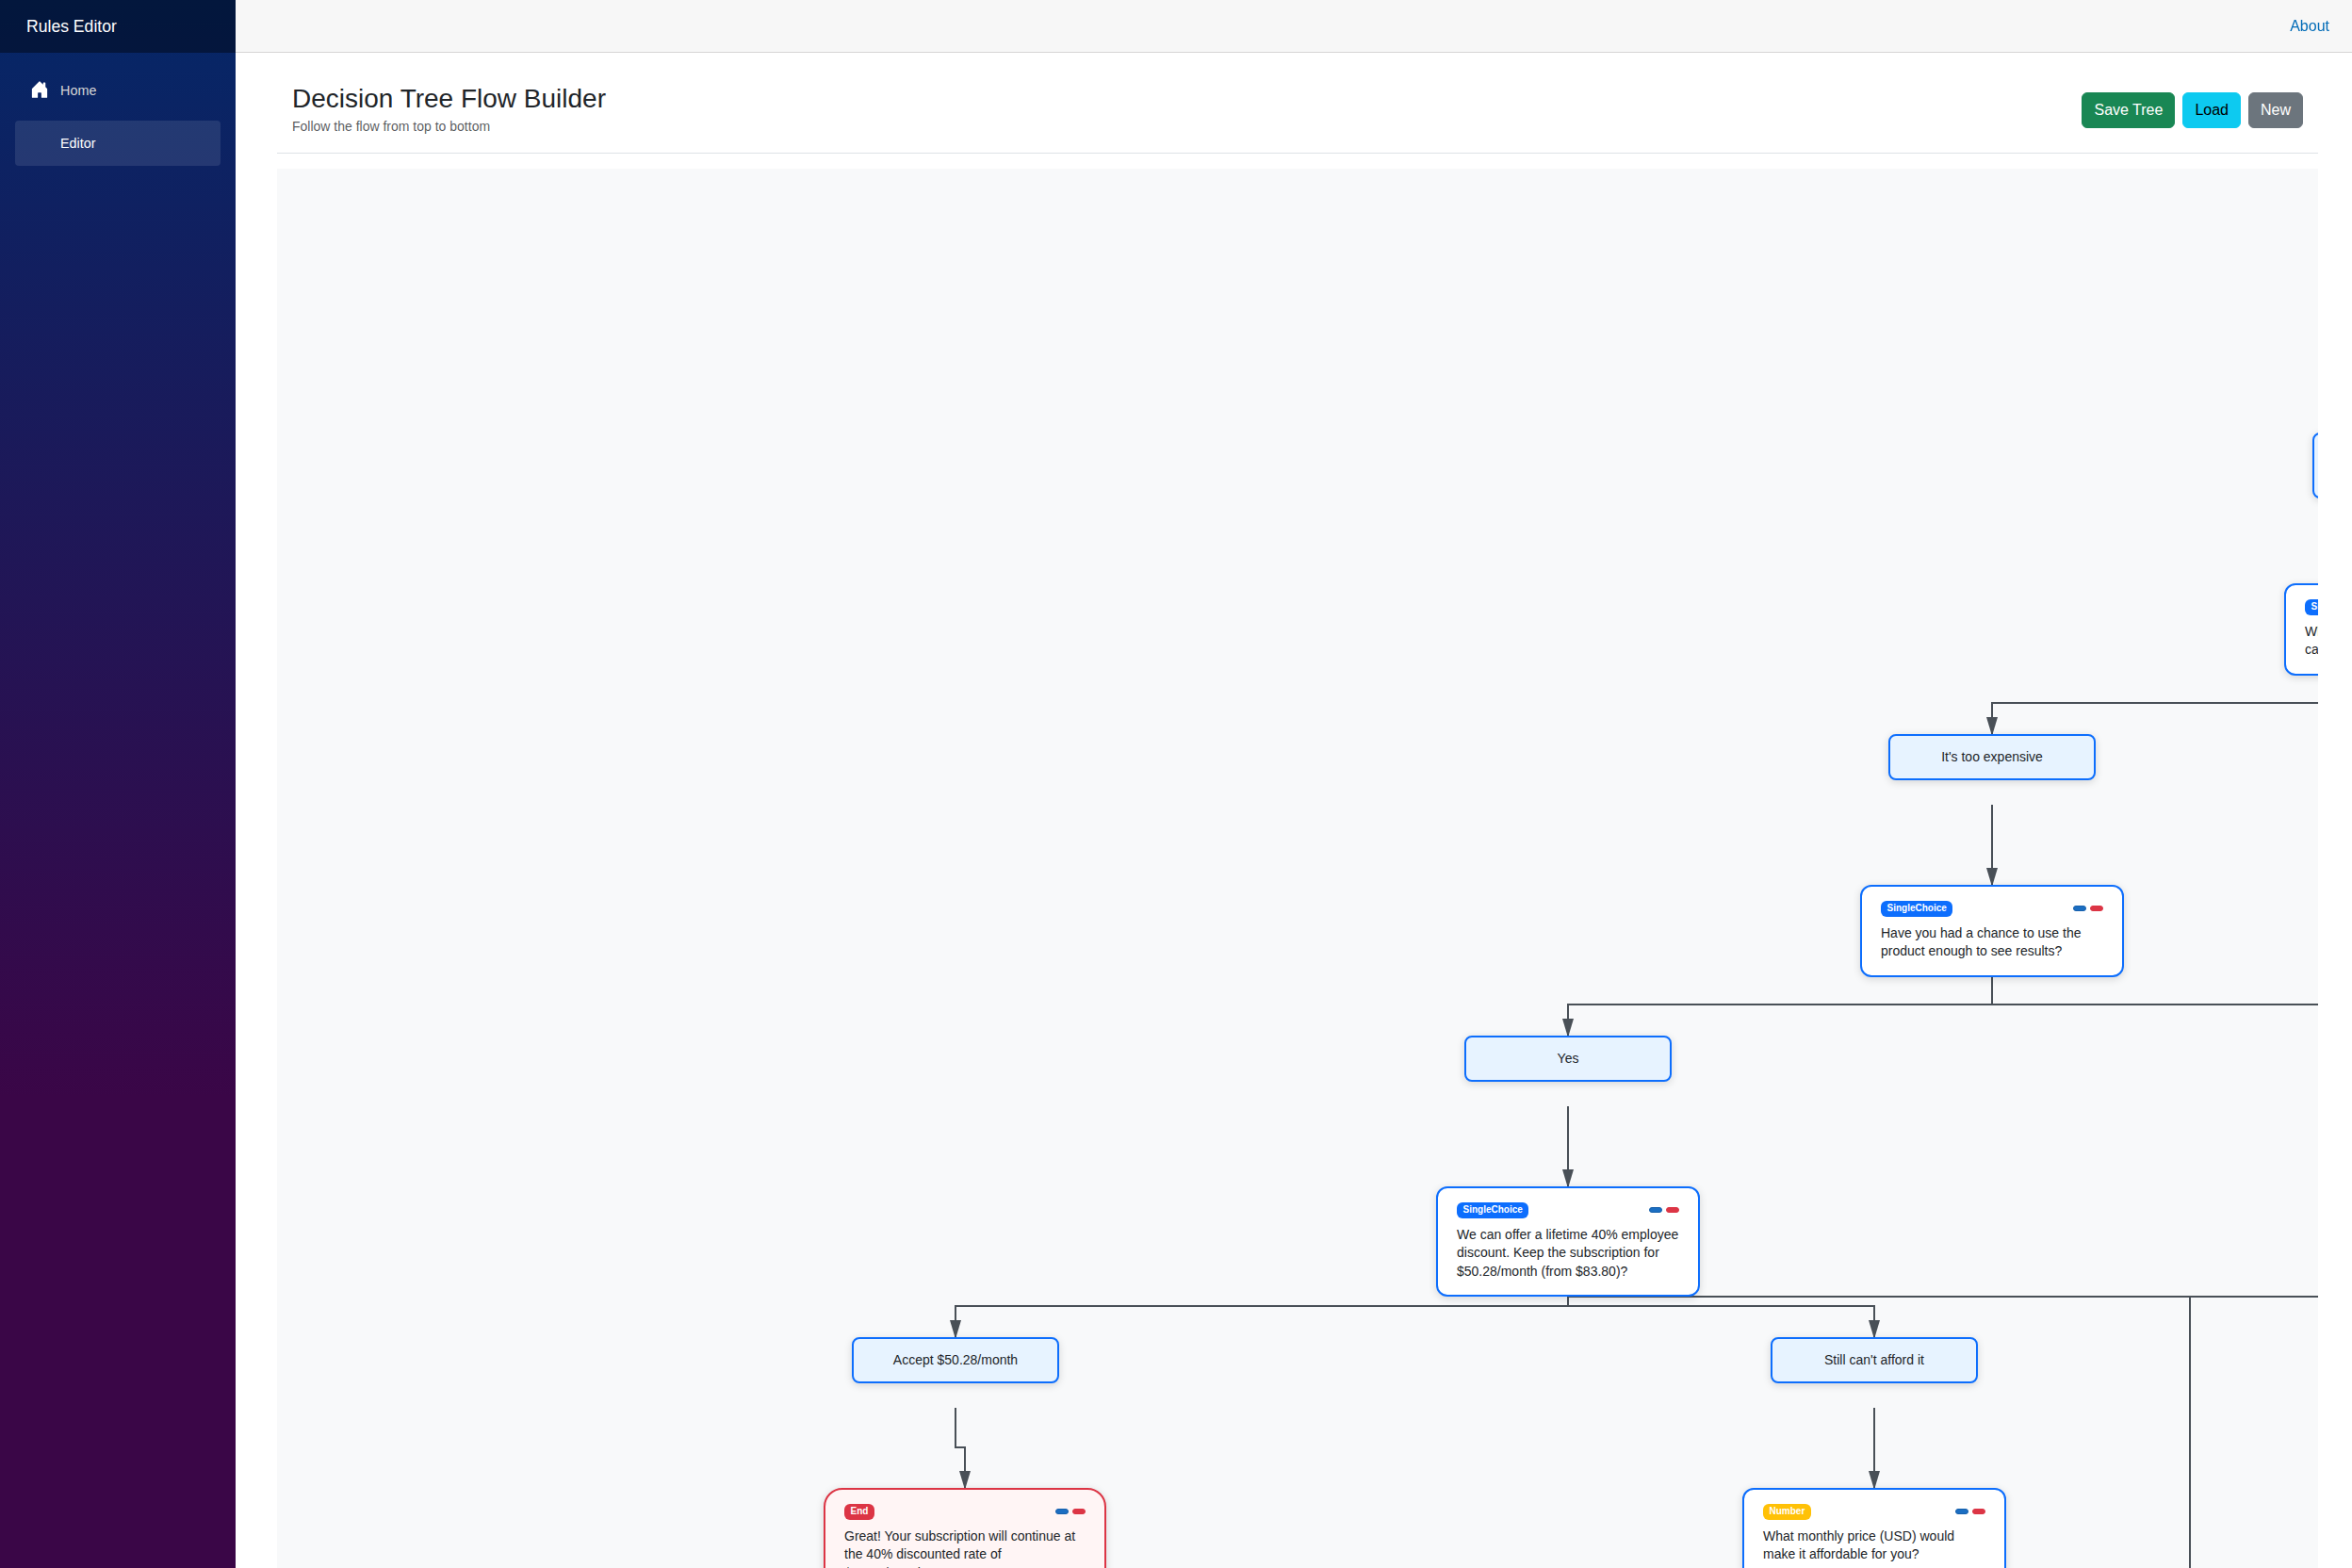 Rules Editor
About
Home
Editor
Decision Tree Flow Builder
Follow the flow from top to bottom
Save Tree
Load
New
It's too expensive
SingleChoice
Have you had a chance to use the
product enough to see results?
Yes
SingleChoice
We can offer a lifetime 40% employee
discount. Keep the subscription for
$50.28/month (from $83.80)?
Accept $50.28/month
Still can't afford it
End
Great! Your subscription will continue at
the 40% discounted rate of
Number
What monthly price (USD) would
make it affordable for you?